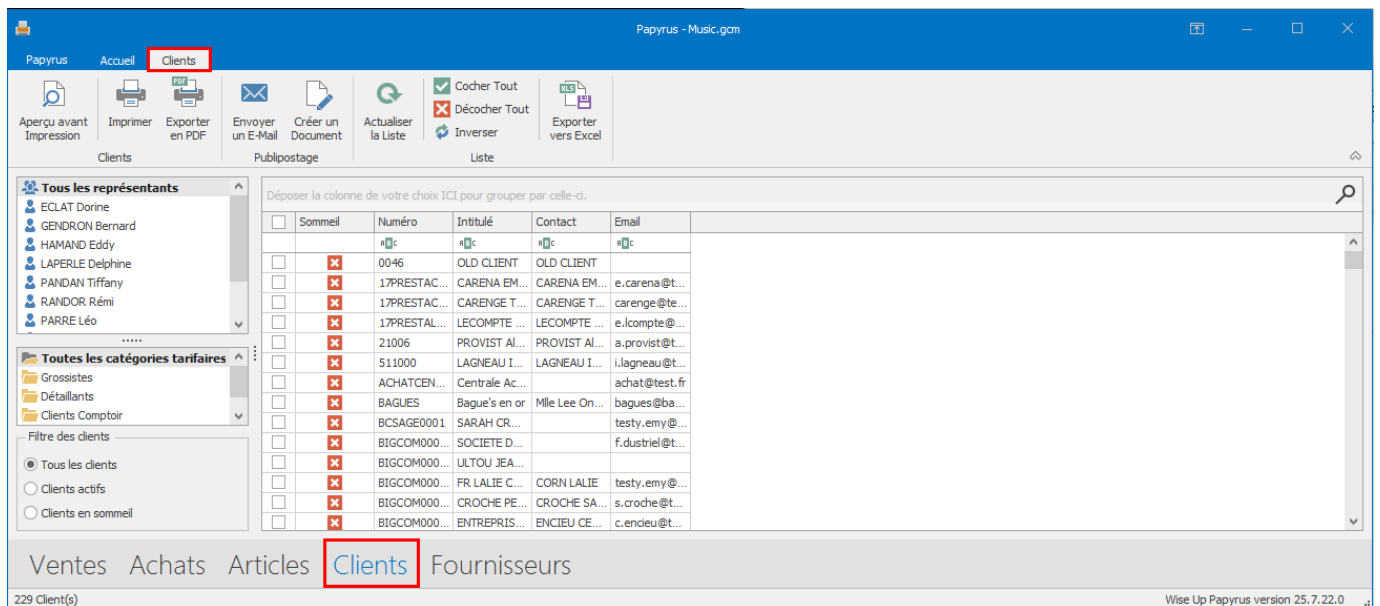 Papyrus - Music.gcm
Papyrus Accueil Clients
Aperçu avant Impression
Imprimer
Exporter en PDF
Clients
Envoyer un E-Mail
Créer un Document
Publipostage
Actualiser la Liste
Cocher Tout
Décocher Tout
Inverser
Exporter vers Excel
Liste
Tous les représentants
ECLAT Dorine
GENDRON Bernard
HAMAND Eddy
LAPERLE Delphine
PANDAN Tiffany
RANDOR Rémi
PARRE Léo
Toutes les catégories tarifaires
Grossistes
Détaillants
Clients Comptoir
Filtre des clients
Tous les clients
Clients actifs
Clients en sommeil
Déposer la colonne de votre choix ICI pour grouper par celle-ci.
Sommeil Numéro Intitulé Contact Email
0046 OLD CLIENT OLD CLIENT
17PRESTAC... CARENA EM... CARENA EM... e.carena@t...
17PRESTAC... CARENGE T... CARENGE T... carenge@te...
17PRESTAL... LECOMPTE ... LECOMPTE ... e.lcompte@...
21006 PROVIST Al... PROVIST Al... a.provist@t...
511000 LAGNEAU I... LAGNEAU I... i.lagneau@t...
ACHATCEN... Centrale Ac... achat@test.fr
BAGUES Bague's en or Mlle Lee On... bagues@ba...
BCSAGE0001 SARAH CR... testy.emy@...
BIGCOM000... SOCIETE D... f.dustriel@t...
BIGCOM000... ULTOU JEA...
BIGCOM000... FR LALIE C... CORN LALIE testy.emy@...
BIGCOM000... CROCHE PE... CROCHE SA... s.croche@t...
BIGCOM000... ENTREPRIS... ENCIEU CE... c.encieu@t...
Ventes Achats Articles Clients Fournisseurs
229 Client(s)
Wise Up Papyrus version 25.7.22.0